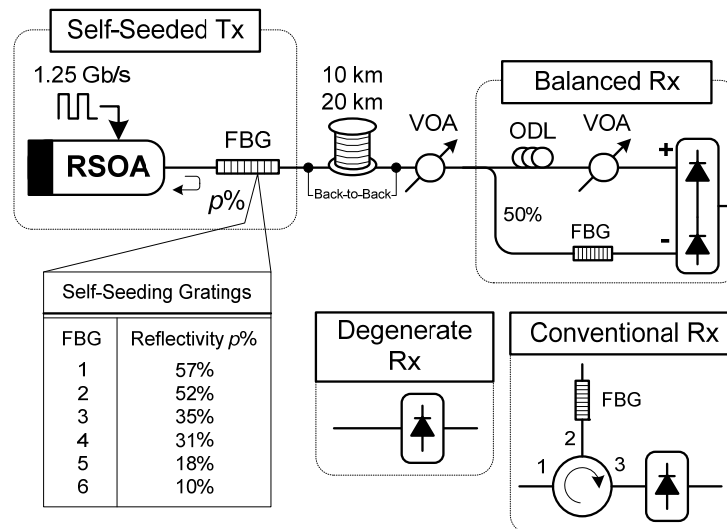 Self-Seeded Tx
1.25 Gb/s
RSOA
FBG
p%
10 km
20 km
Back-to-Back
VOA
Balanced Rx
ODL
VOA
+
50%
FBG
-
Self-Seeding Gratings
FBG Reflectivity p%
1 57%
2 52%
3 35%
4 31%
5 18%
6 10%
Degenerate
Rx
Conventional Rx
FBG
2
1 3